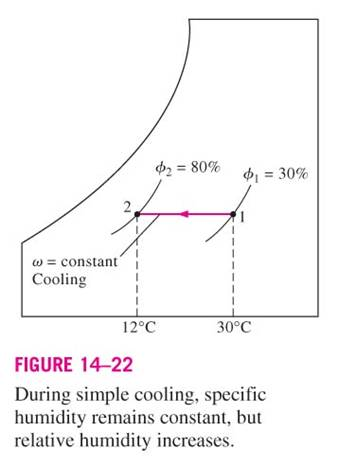 ϕ₂ = 80%
ϕ₁ = 30%
2
1
ω = constant
Cooling
12°C
30°C
FIGURE 14–22
During simple cooling, specific
humidity remains constant, but
relative humidity increases.